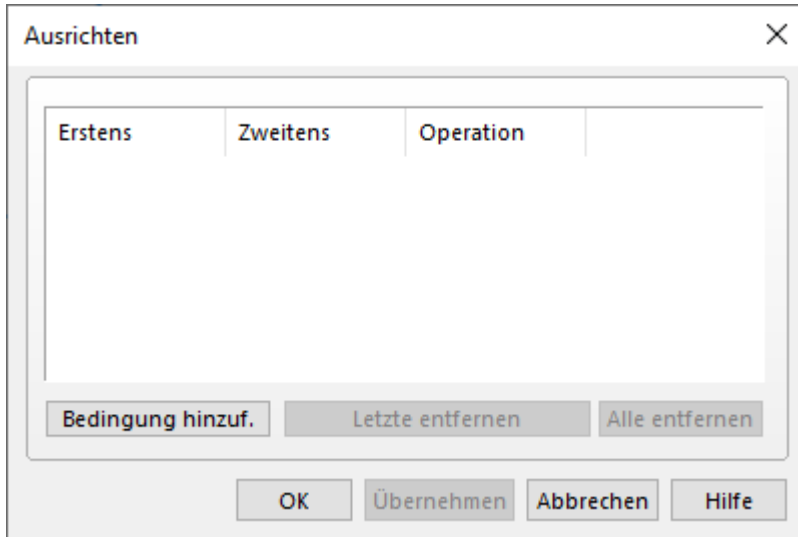 Ausrichten
Erstens Zweitens Operation
Bedingung hinzuf. Letzte entfernen Alle entfernen
OK Übernehmen Abbrechen Hilfe